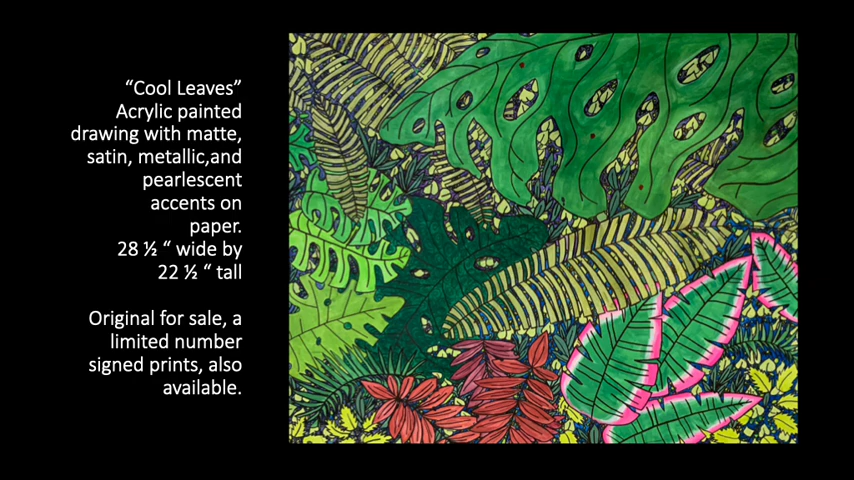 “Cool Leaves”
Acrylic painted
drawing with matte,
satin, metallic,and
pearlescent
accents on
paper.
28 ½ “ wide by
22 ½ “ tall
Original for sale, a
limited number
signed prints, also
available.